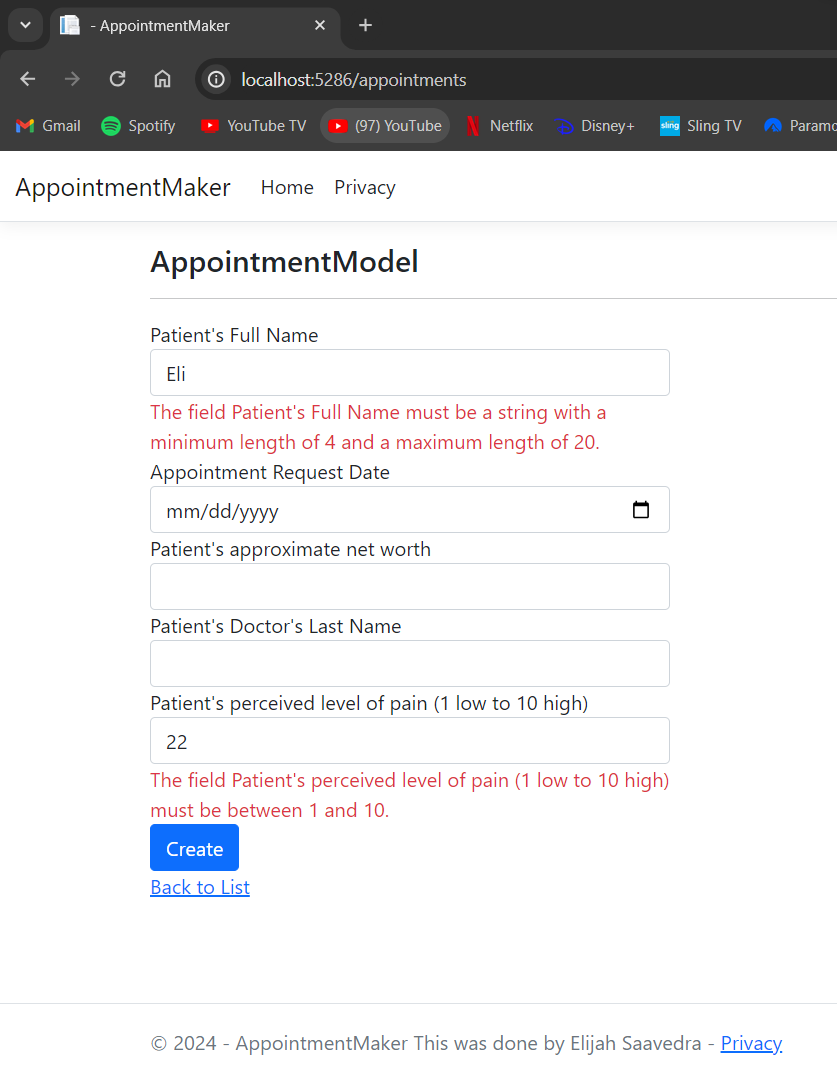 - AppointmentMaker
localhost:5286/appointments
Gmail Spotify YouTube TV (97) YouTube Netflix Disney+ sling Sling TV Paramo
AppointmentMaker Home Privacy
AppointmentModel
Patient's Full Name
Eli
The field Patient's Full Name must be a string with a
minimum length of 4 and a maximum length of 20.
Appointment Request Date
mm/dd/yyyy
Patient's approximate net worth
Patient's Doctor's Last Name
Patient's perceived level of pain (1 low to 10 high)
22
The field Patient's perceived level of pain (1 low to 10 high)
must be between 1 and 10.
Create
Back to List
© 2024 - AppointmentMaker This was done by Elijah Saavedra - Privacy